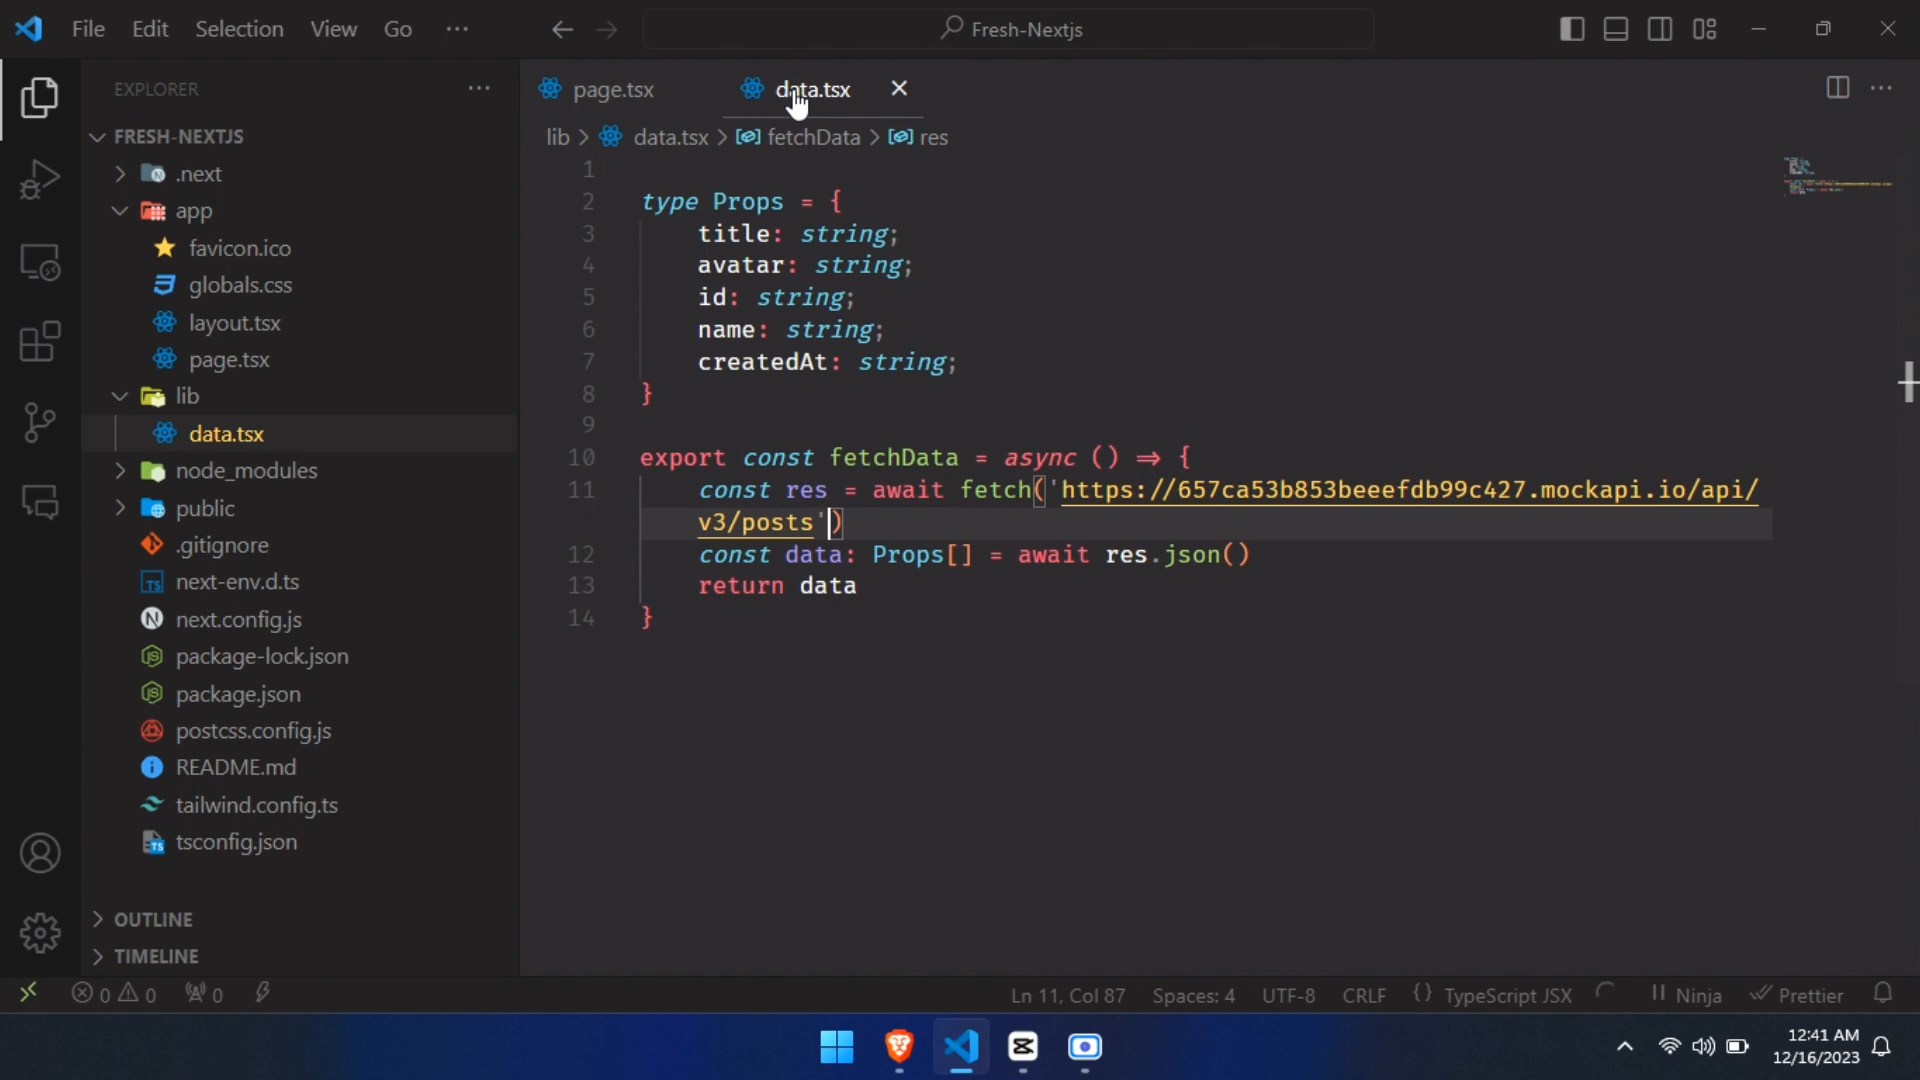 File Edit Selection View Go ··· Fresh-Nextjs
EXPLORER ···
page.tsx
data.tsx
lib > data.tsx > fetchData > res
FRESH-NEXTJS
.next
app
favicon.ico
globals.css
layout.tsx
page.tsx
lib
data.tsx
node_modules
public
.gitignore
next-env.d.ts
next.config.js
package-lock.json
package.json
postcss.config.js
README.md
tailwind.config.ts
tsconfig.json
OUTLINE
TIMELINE
1
2 type Props = {
3 title: string;
4 avatar: string;
5 id: string;
6 name: string;
7 createdAt: string;
8 }
9
10 export const fetchData = async () => {
11 const res = await fetch('https://657ca53b853beeefdb99c427.mockapi.io/api/
v3/posts')
12 const data: Props[] = await res.json()
13 return data
14 }
0 0 0 Ln 11, Col 87 Spaces: 4 UTF-8 CRLF {} TypeScript JSX Ninja Prettier
12:41 AM
12/16/2023